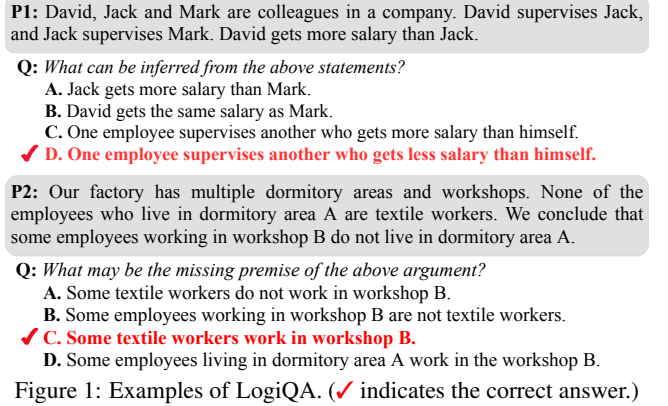 P1: David, Jack and Mark are colleagues in a company. David supervises Jack,
and Jack supervises Mark. David gets more salary than Jack.
Q: What can be inferred from the above statements?
A. Jack gets more salary than Mark.
B. David gets the same salary as Mark.
C. One employee supervises another who gets more salary than himself.
✓ D. One employee supervises another who gets less salary than himself.
P2: Our factory has multiple dormitory areas and workshops. None of the
employees who live in dormitory area A are textile workers. We conclude that
some employees working in workshop B do not live in dormitory area A.
Q: What may be the missing premise of the above argument?
A. Some textile workers do not work in workshop B.
B. Some employees working in workshop B are not textile workers.
✓ C. Some textile workers work in workshop B.
D. Some employees living in dormitory area A work in the workshop B.
Figure 1: Examples of LogiQA. (✓ indicates the correct answer.)